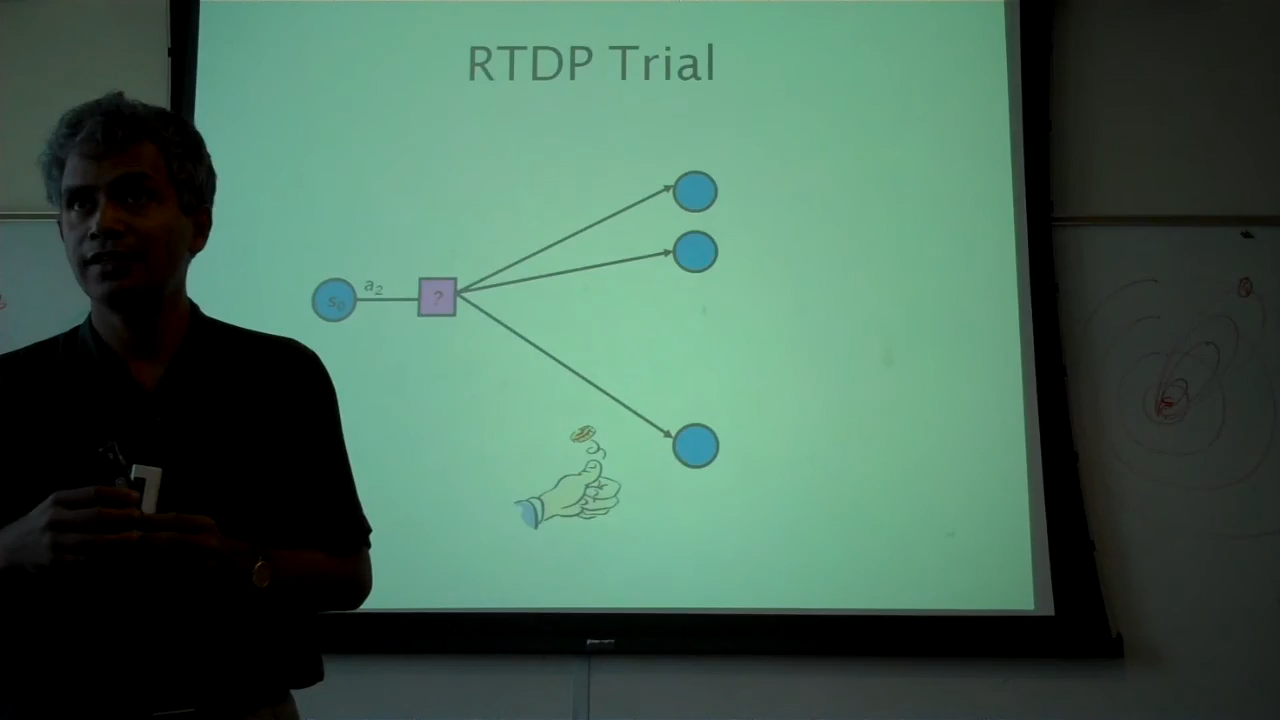 RTDP Trial
a₂
s₀ ?